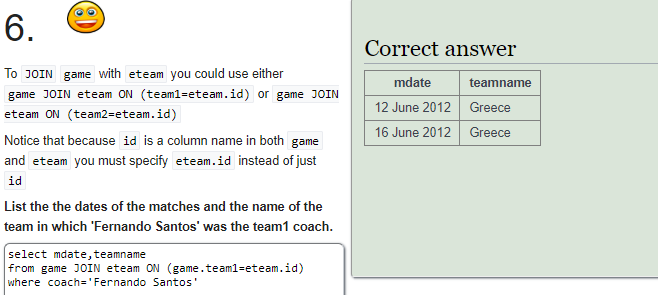 6.
To JOIN game with eteam you could use either
game JOIN eteam ON (team1=eteam.id) or game JOIN
eteam ON (team2=eteam.id)
Notice that because id is a column name in both game
and eteam you must specify eteam.id instead of just
id
List the the dates of the matches and the name of the
team in which 'Fernando Santos' was the team1 coach.
select mdate,teamname
from game JOIN eteam ON (game.team1=eteam.id)
where coach='Fernando Santos'
Correct answer
mdate teamname
12 June 2012 Greece
16 June 2012 Greece